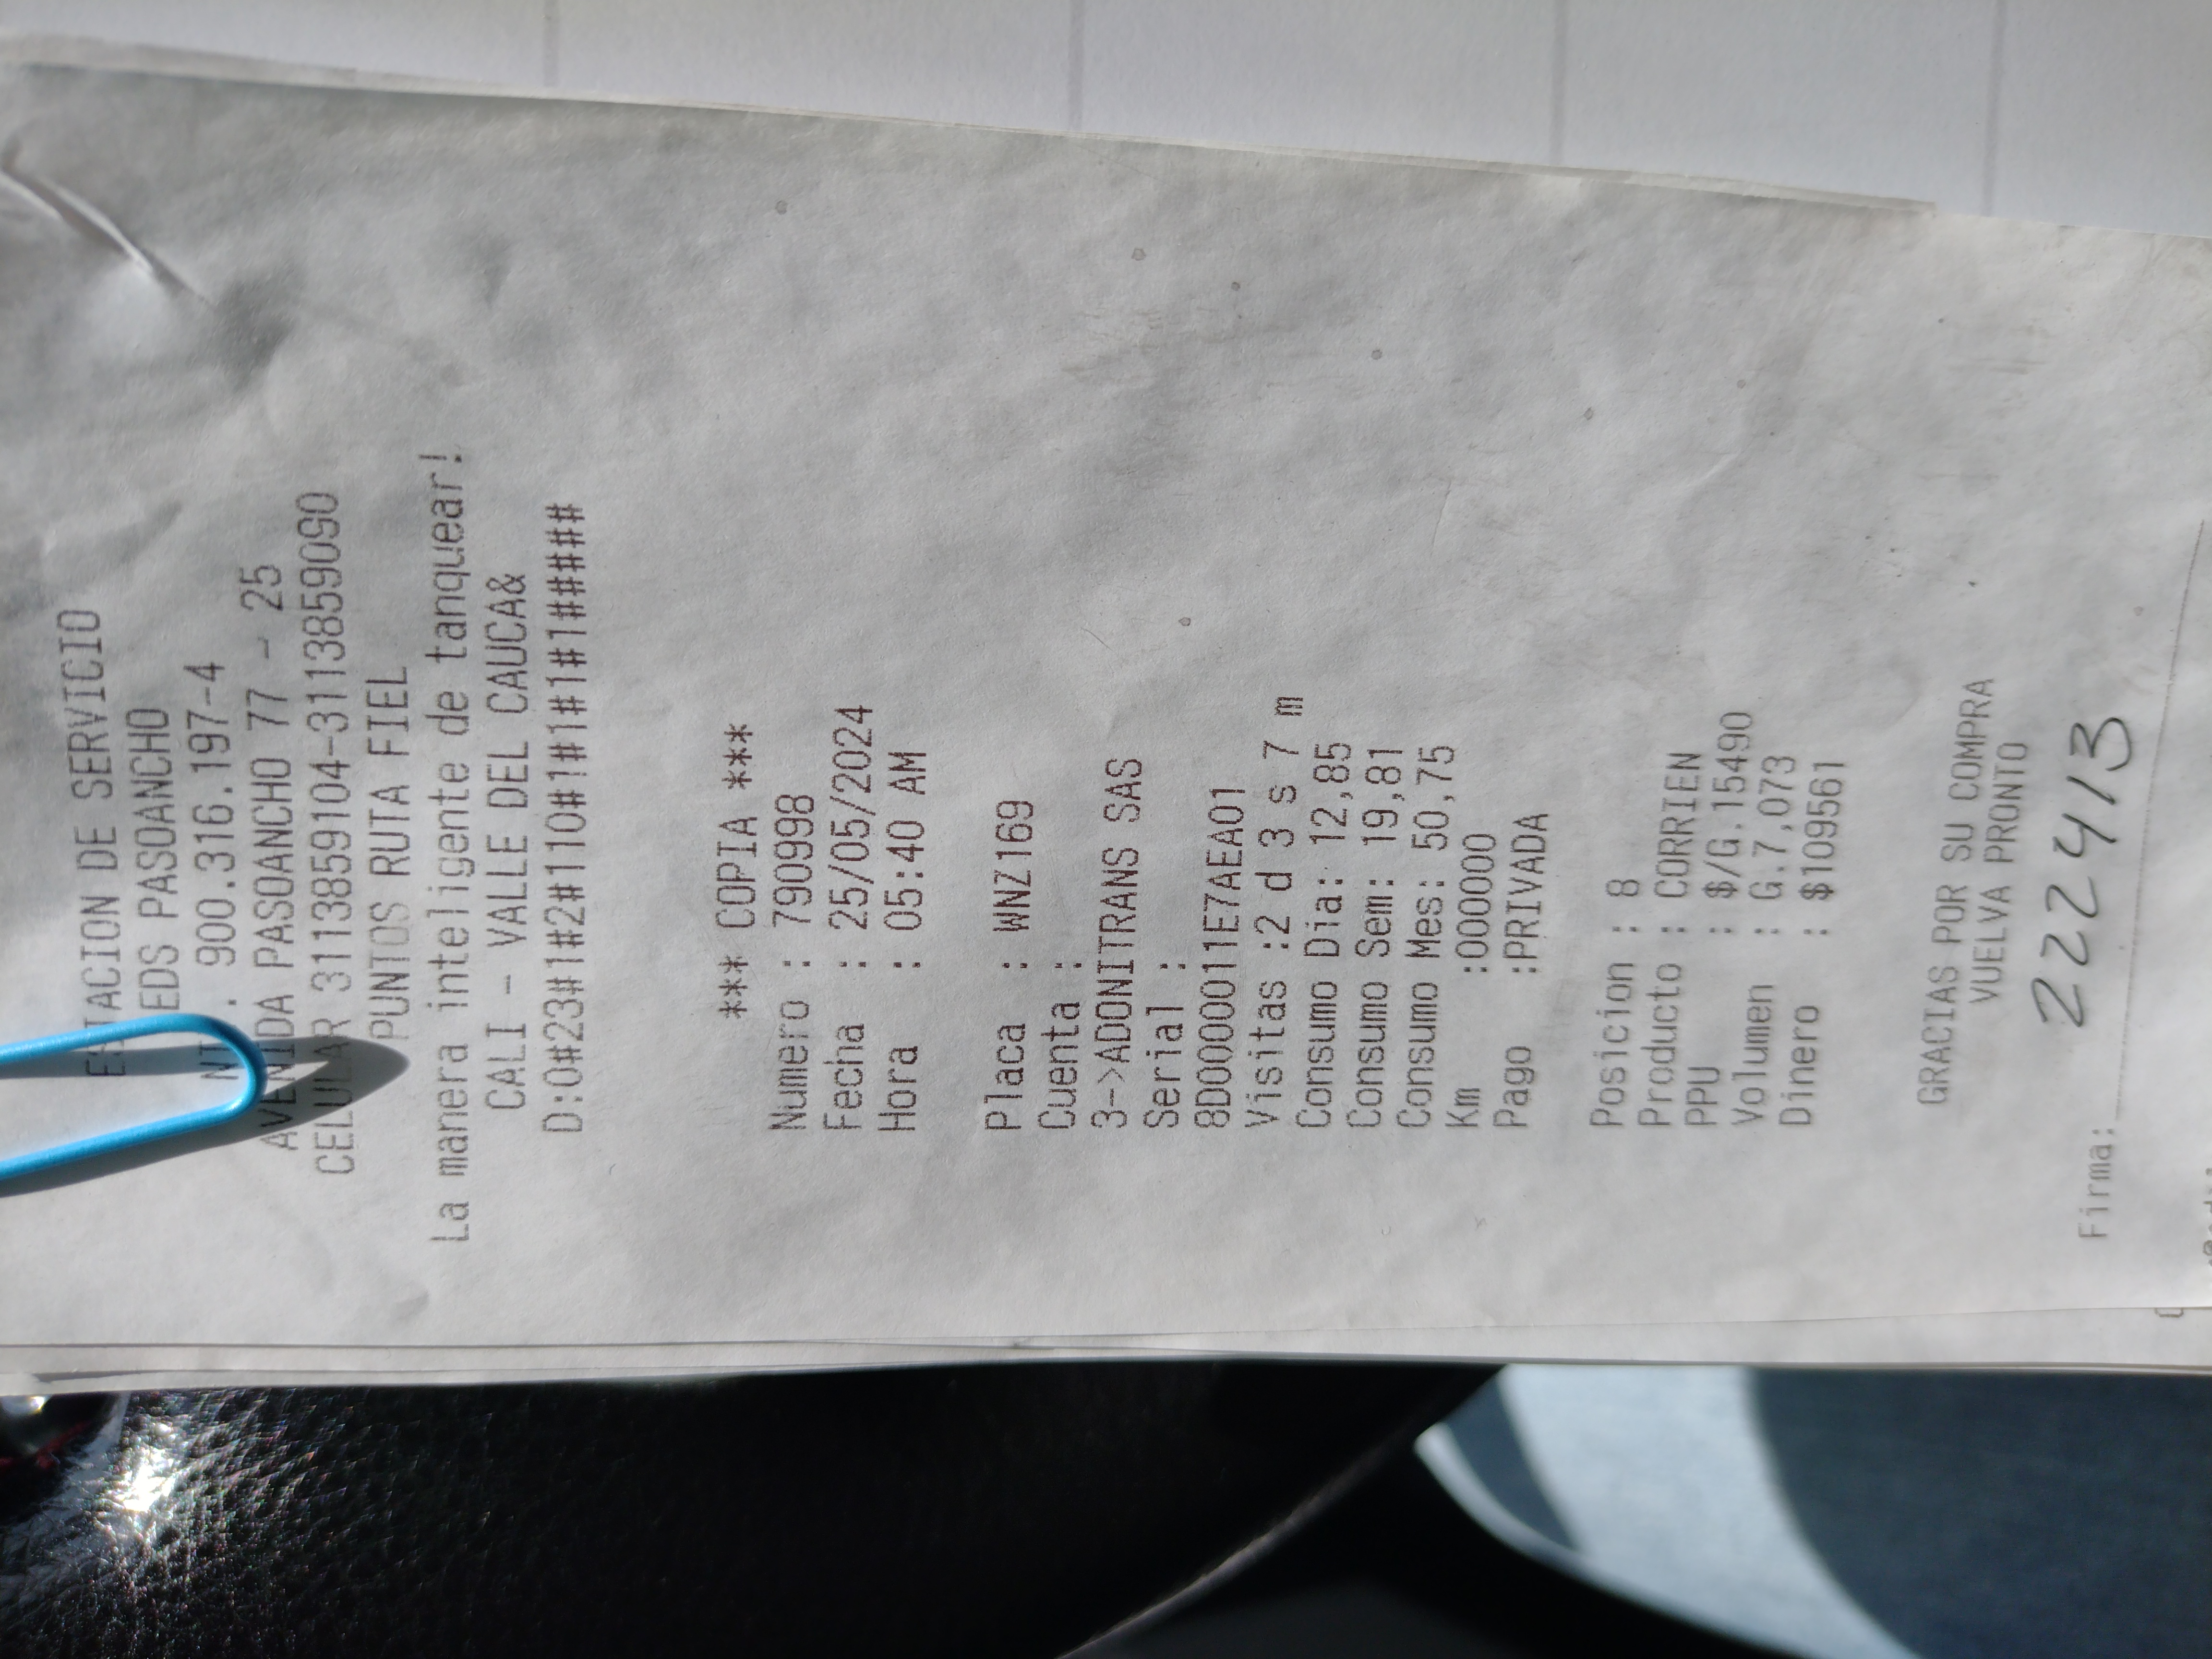 ESTACION DE SERVICIO
EDS PASOANCHO
NIT. 900.316.197-4
AVENIDA PASOANCHO 77 - 25
CELULAR 3113859104-3113859090
PUNTOS RUTA FIEL
La manera inteligente de tanquear!
CALI - VALLE DEL CAUCA&
D:0#23#1#2#110#1#1#1#1#####
*** COPIA ***
Numero : 790998
Fecha : 25/05/2024
Hora : 05:40 AM
Placa : WNZ169
Cuenta :
3->ADONITRANS SAS
Serial :
8D000011E7AEA01
Visitas :2 d 3 s 7 m
Consumo Dia: 12,85
Consumo Sem: 19,81
Consumo Mes: 50,75
Km :000000
Pago :PRIVADA
Posicion : 8
Producto : CORRIEN
PPU : $/G.15490
Volumen : G.7,073
Dinero : $109561
GRACIAS POR SU COMPRA
VUELVA PRONTO
222413
Firma: